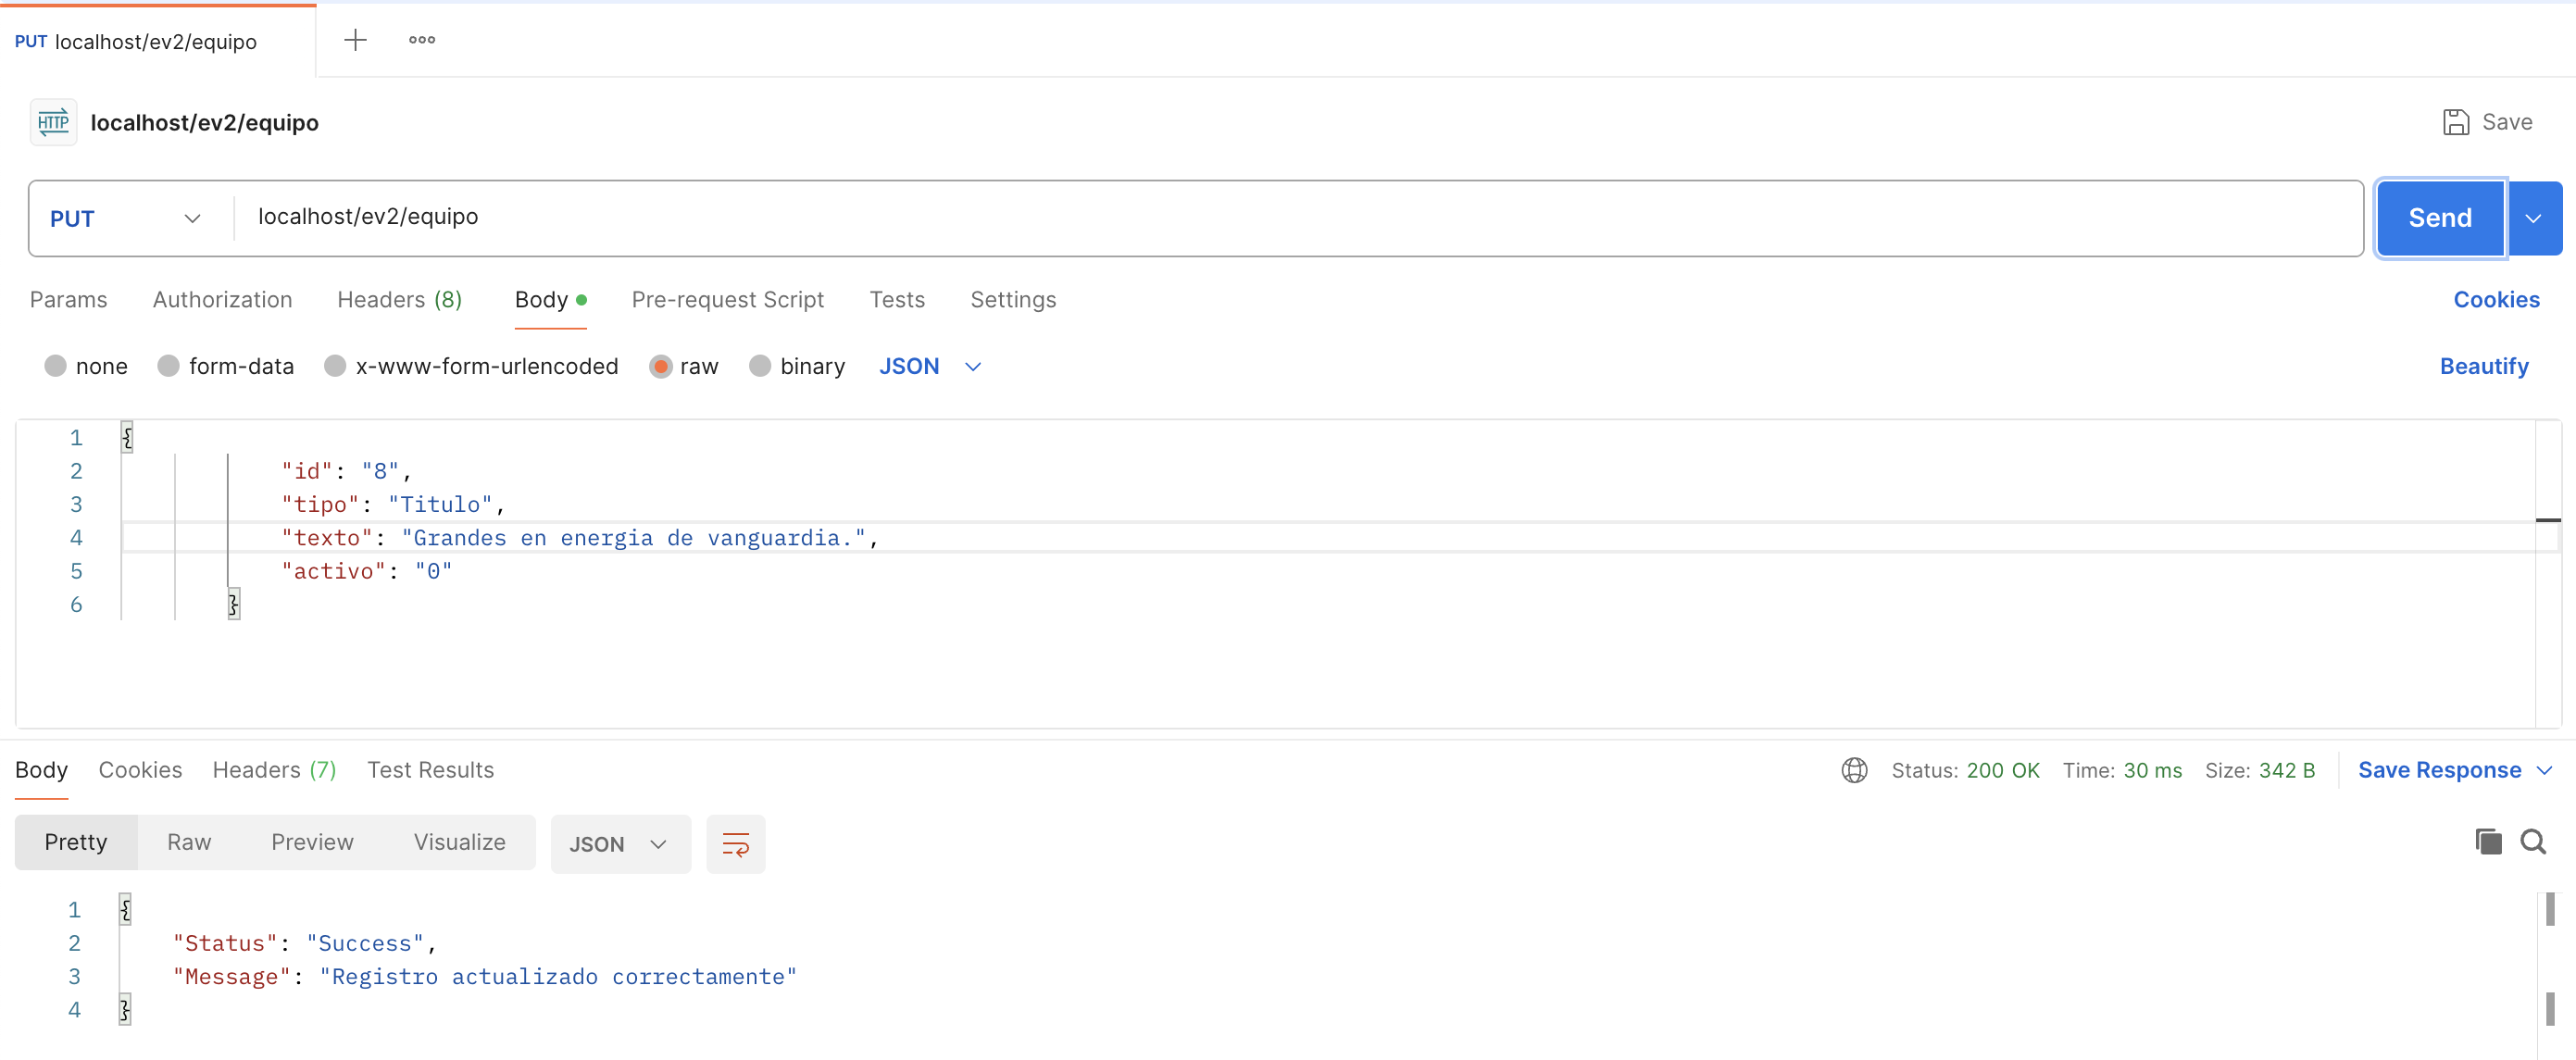 PUT localhost/ev2/equipo
HTTP localhost/ev2/equipo Save
PUT localhost/ev2/equipo Send
Params Authorization Headers (8) Body Pre-request Script Tests Settings Cookies
none form-data x-www-form-urlencoded raw binary JSON Beautify
1 {
2 "id": "8",
3 "tipo": "Titulo",
4 "texto": "Grandes en energia de vanguardia.",
5 "activo": "0"
6 }
Body Cookies Headers (7) Test Results Status: 200 OK Time: 30 ms Size: 342 B Save Response
Pretty Raw Preview Visualize JSON
1 {
2 "Status": "Success",
3 "Message": "Registro actualizado correctamente"
4 }